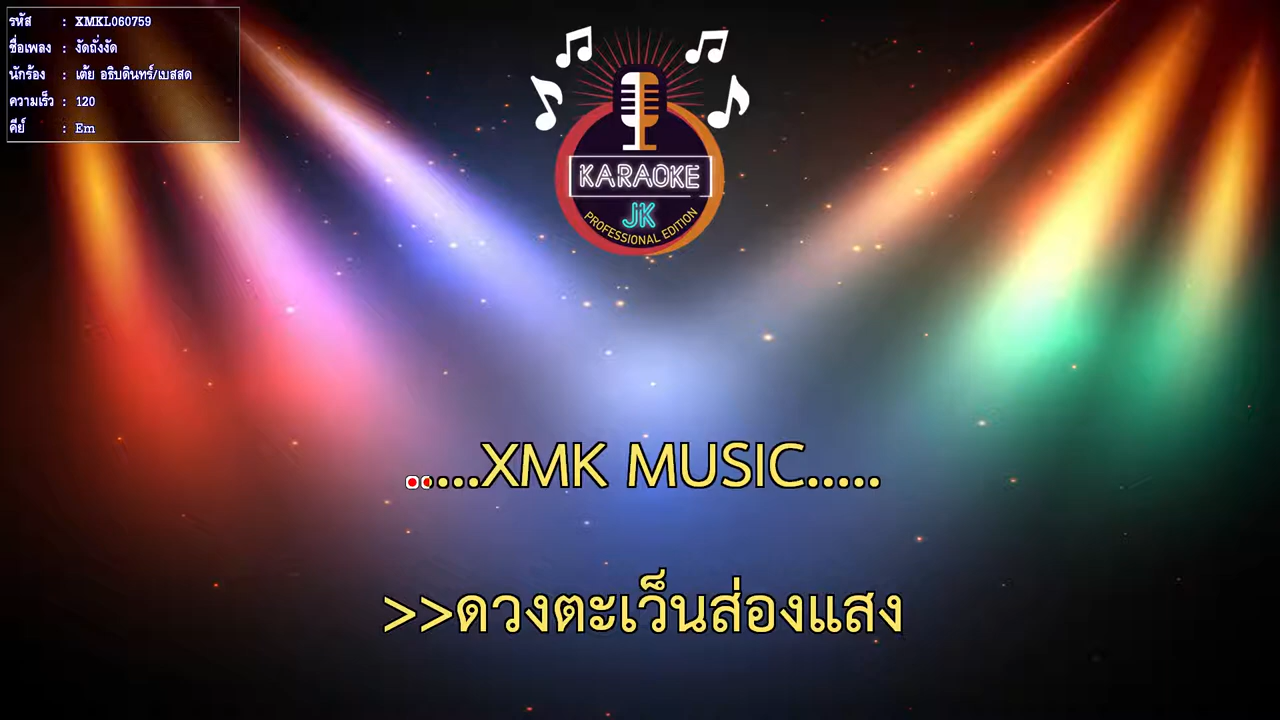 รหัส : XMKL060759
ชื่อเพลง : งัดถั่งงัด
นักร้อง : เต้ย อธิบดินทร์/เบสสด
ความเร็ว : 120
คีย์ : Em
KARAOKE
JK
PROFESSIONAL EDITION
.....XMK MUSIC.....
>>ดวงตะเว็นส่องแสง